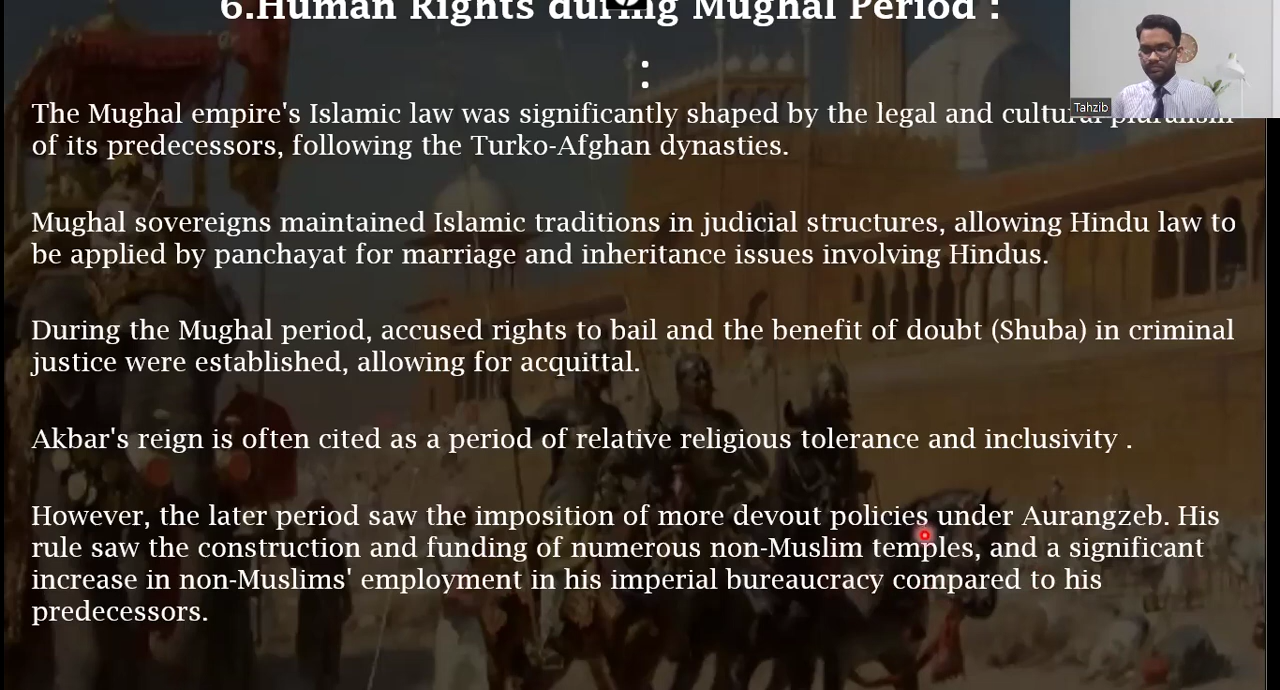 6.Human Rights during Mughal Period :
:
Tahzib
The Mughal empire's Islamic law was significantly shaped by the legal and cultural pluralism
of its predecessors, following the Turko-Afghan dynasties.
Mughal sovereigns maintained Islamic traditions in judicial structures, allowing Hindu law to
be applied by panchayat for marriage and inheritance issues involving Hindus.
During the Mughal period, accused rights to bail and the benefit of doubt (Shuba) in criminal
justice were established, allowing for acquittal.
Akbar's reign is often cited as a period of relative religious tolerance and inclusivity .
However, the later period saw the imposition of more devout policies under Aurangzeb. His
rule saw the construction and funding of numerous non-Muslim temples, and a significant
increase in non-Muslims' employment in his imperial bureaucracy compared to his
predecessors.